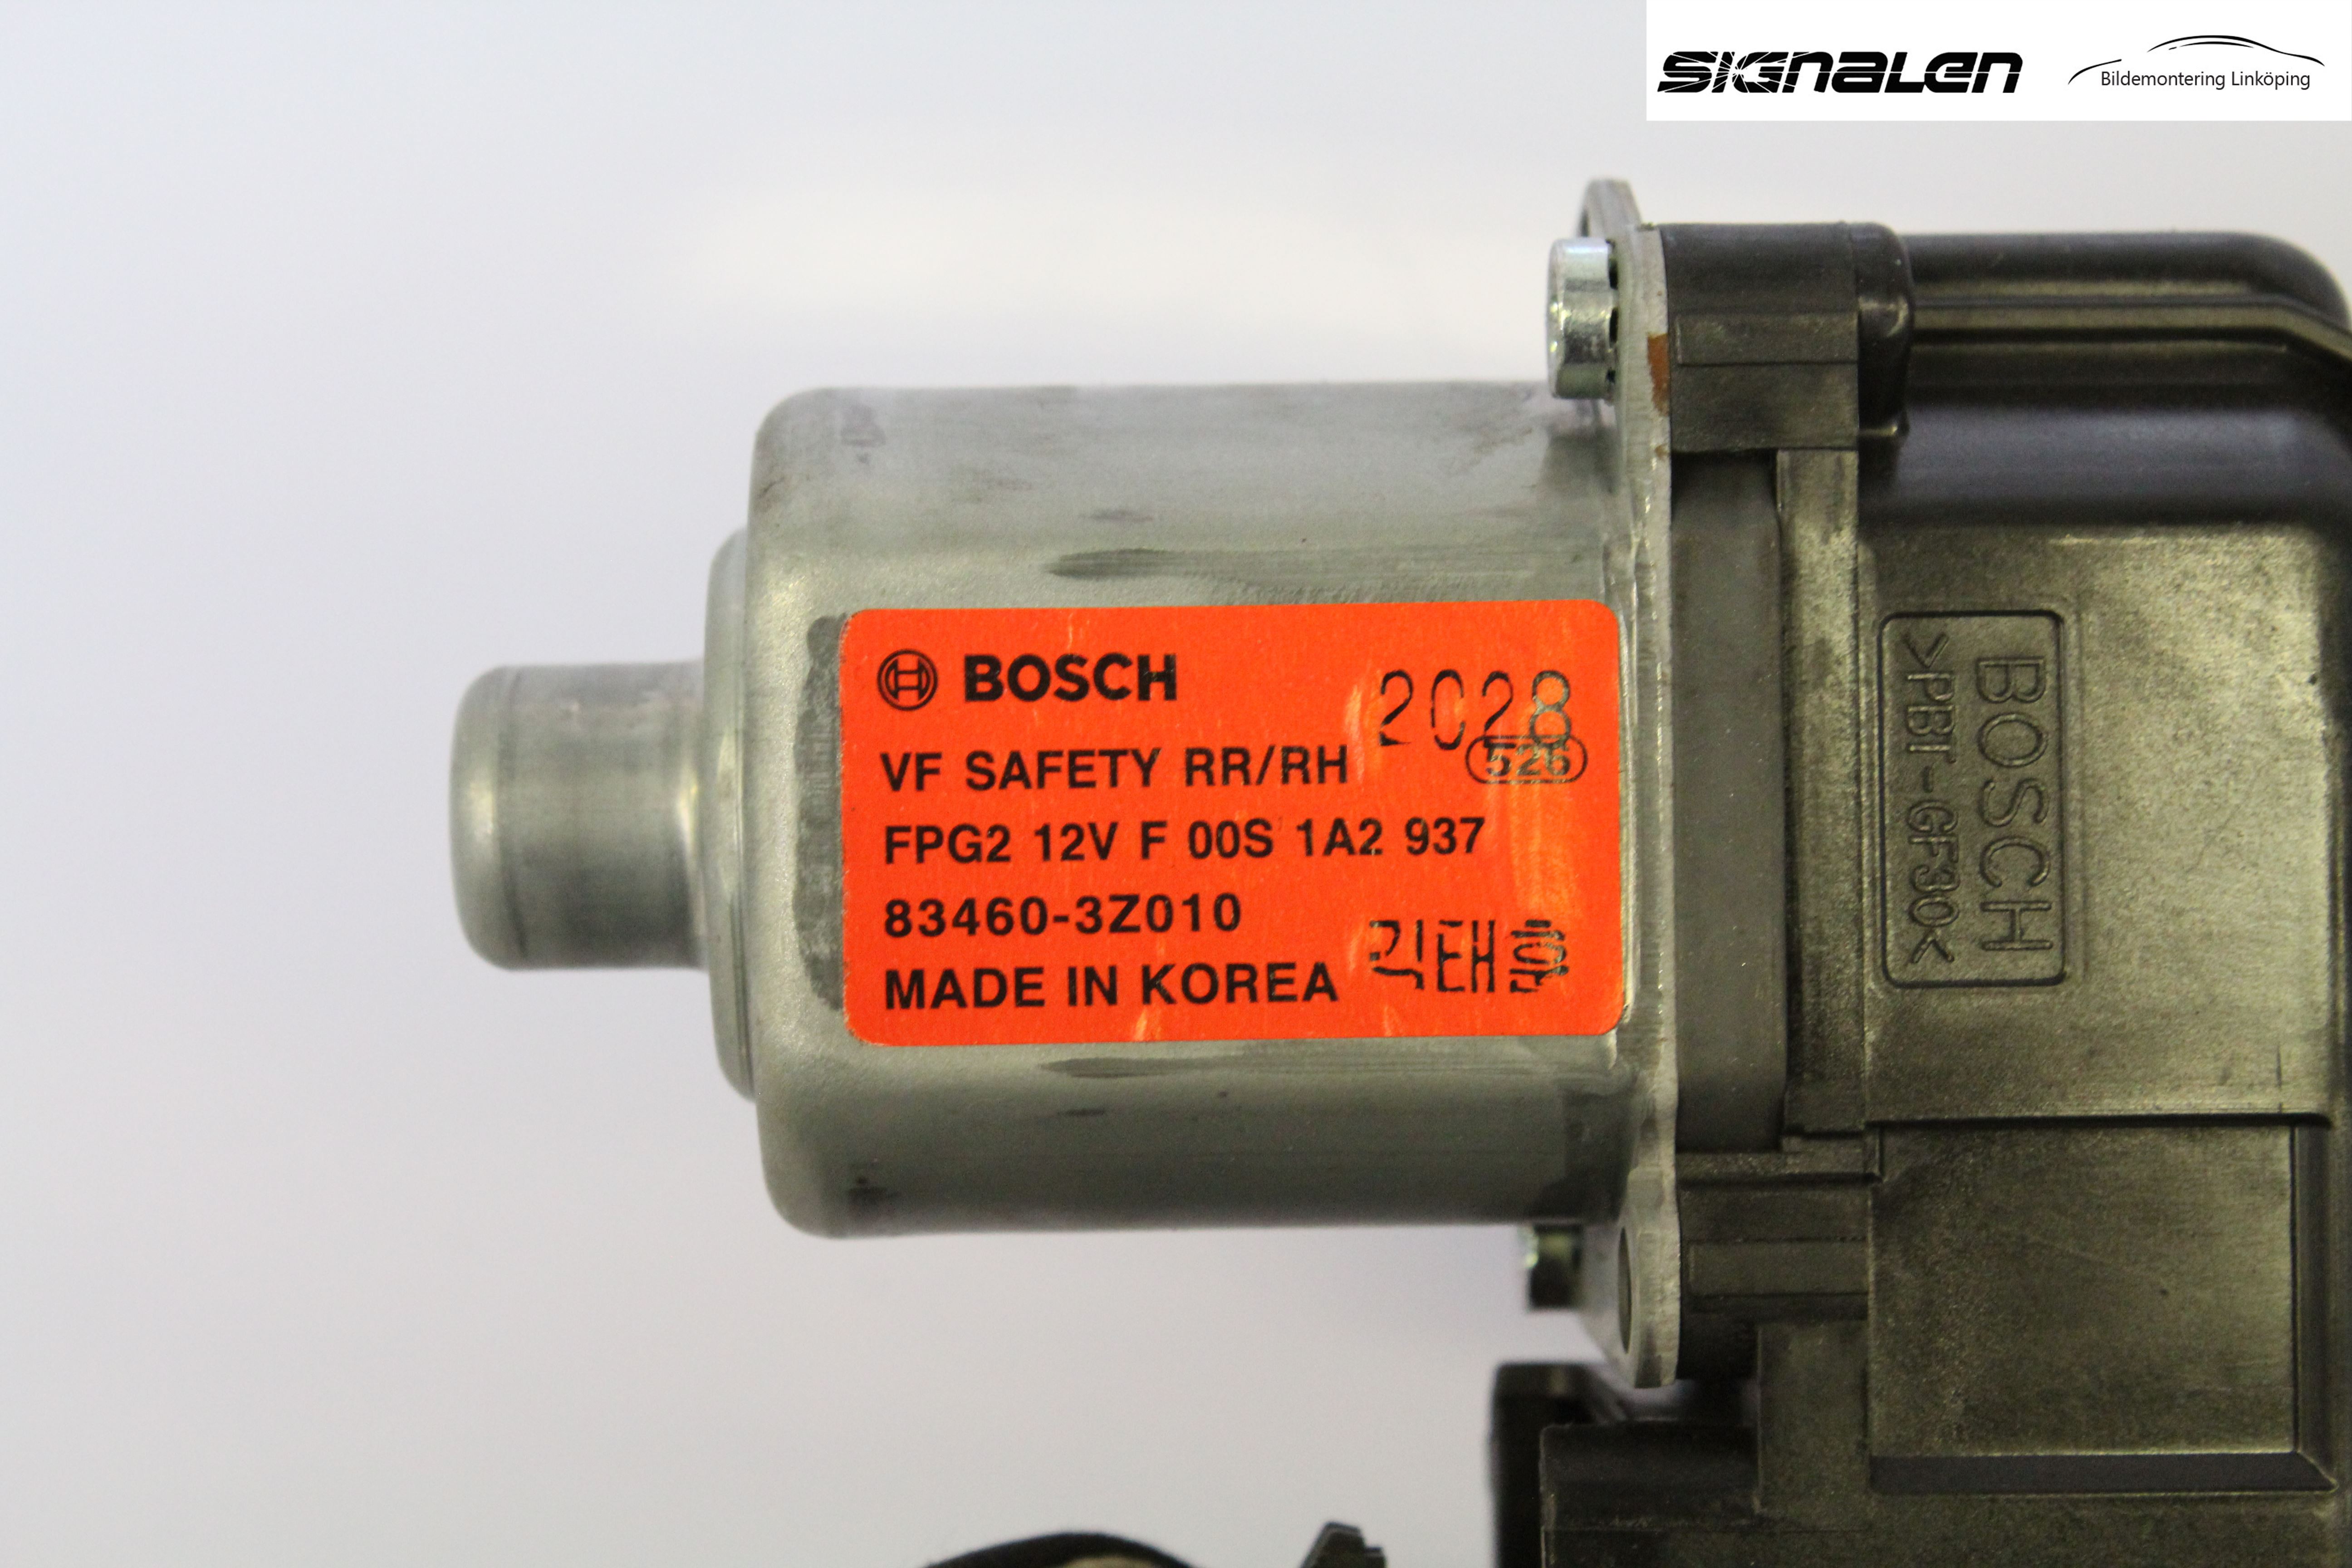 SIGNALEN
Bildemontering Linköping
BOSCH
2028
526
VF SAFETY RR/RH
FPG2 12V F 00S 1A2 937
83460-3Z010
MADE IN KOREA
BOSCH
>PBT-GF30<